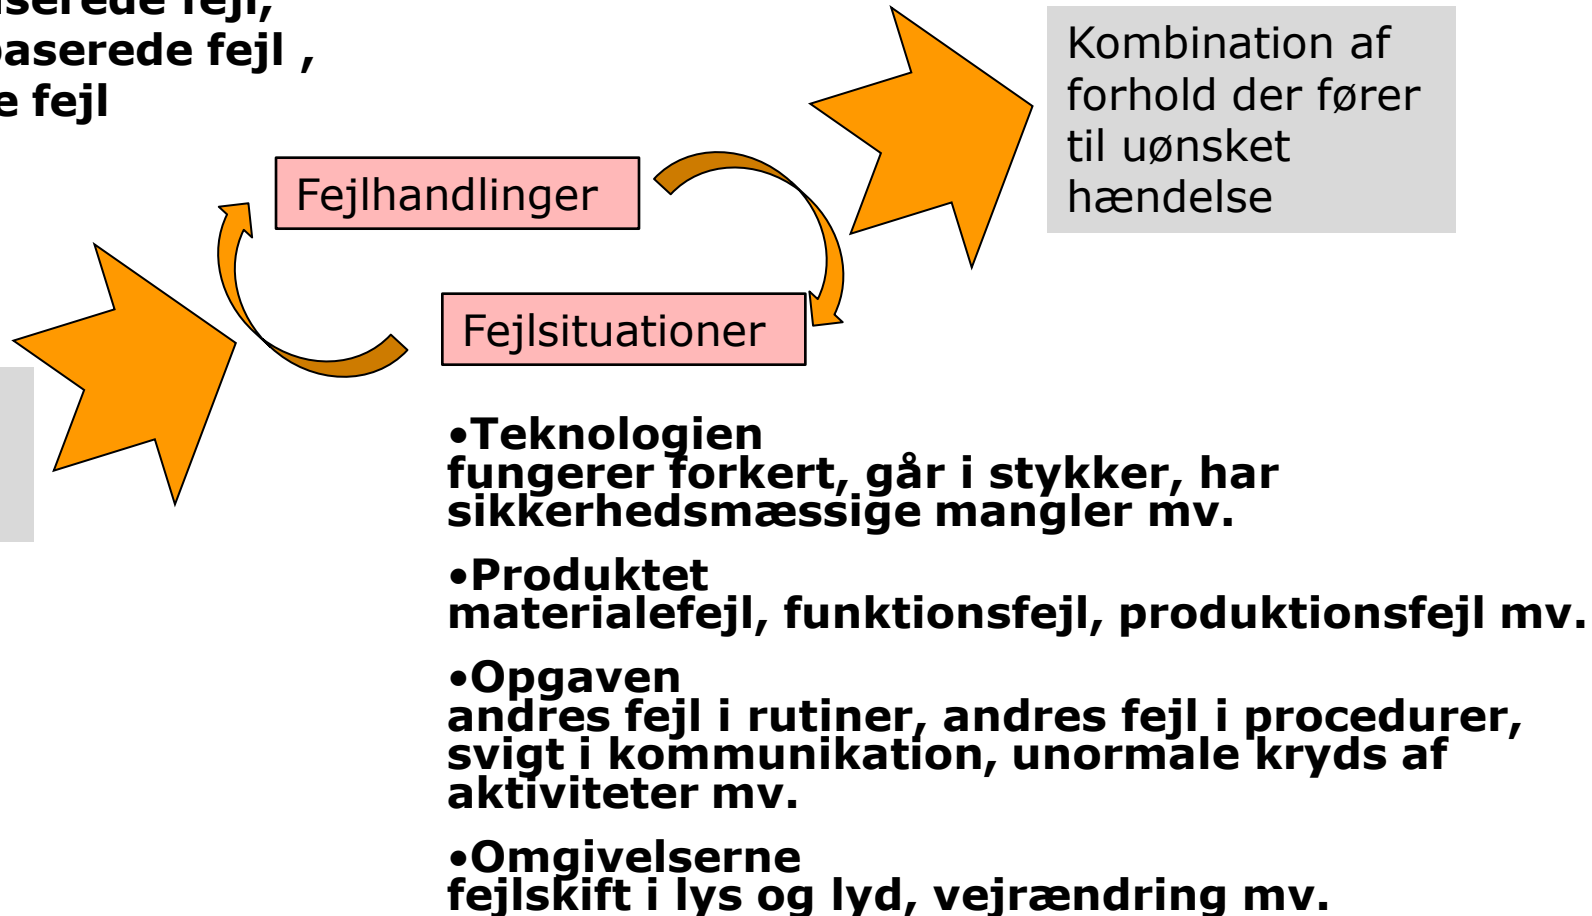 fejl,
fejl ,
fejl
Kombination af
forhold der fører
til uønsket
hændelse
Fejlhandlinger
Fejlsituationer
•Teknologien
fungerer forkert, går i stykker, har
sikkerhedsmæssige mangler mv.
•Produktet
materialefejl, funktionsfejl, produktionsfejl mv.
•Opgaven
andres fejl i rutiner, andres fejl i procedurer,
svigt i kommunikation, unormale kryds af
aktiviteter mv.
•Omgivelserne
fejlskift i lys og lyd, vejrændring mv.